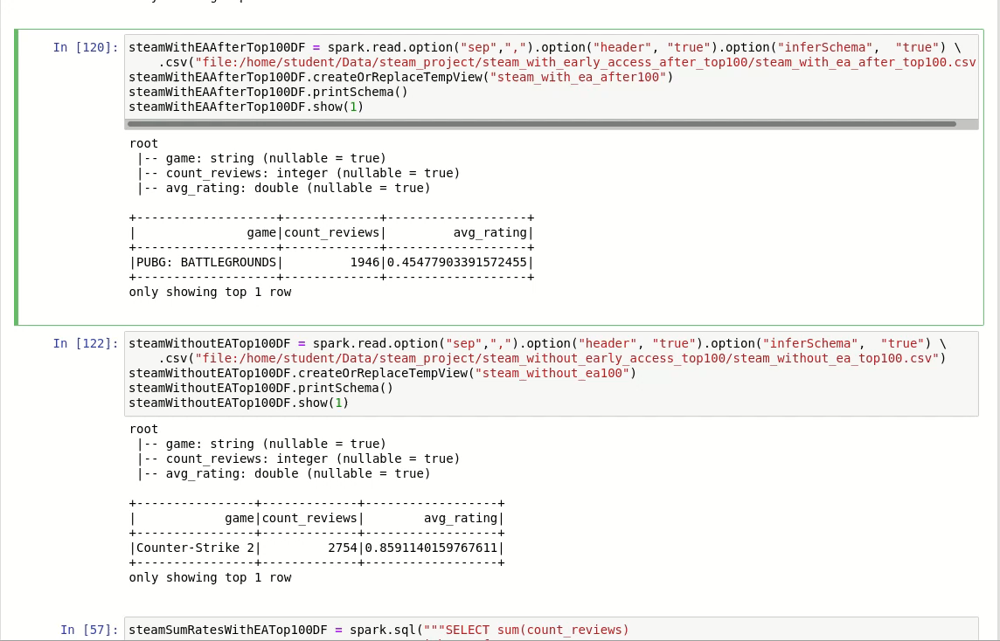 In [120]: steamWithEAAfterTop100DF = spark.read.option("sep",",").option("header", "true").option("inferSchema",  "true") \
    .csv("file:/home/student/Data/steam_project/steam_with_early_access_after_top100/steam_with_ea_after_top100.csv
steamWithEAAfterTop100DF.createOrReplaceTempView("steam_with_ea_after100")
steamWithEAAfterTop100DF.printSchema()
steamWithEAAfterTop100DF.show(1)
root
 |-- game: string (nullable = true)
 |-- count_reviews: integer (nullable = true)
 |-- avg_rating: double (nullable = true)
+-------------------+-------------+-------------------+
|               game|count_reviews|         avg_rating|
+-------------------+-------------+-------------------+
|PUBG: BATTLEGROUNDS|         1946|0.45477903391572455|
+-------------------+-------------+-------------------+
only showing top 1 row
In [122]: steamWithoutEATop100DF = spark.read.option("sep",",").option("header", "true").option("inferSchema",  "true") \
    .csv("file:/home/student/Data/steam_project/steam_without_early_access_top100/steam_without_ea_top100.csv")
steamWithoutEATop100DF.createOrReplaceTempView("steam_without_ea100")
steamWithoutEATop100DF.printSchema()
steamWithoutEATop100DF.show(1)
root
 |-- game: string (nullable = true)
 |-- count_reviews: integer (nullable = true)
 |-- avg_rating: double (nullable = true)
+----------------+-------------+------------------+
|            game|count_reviews|        avg_rating|
+----------------+-------------+------------------+
|Counter-Strike 2|         2754|0.8591140159767611|
+----------------+-------------+------------------+
only showing top 1 row
In [57]: steamSumRatesWithEATop100DF = spark.sql("""SELECT sum(count_reviews)